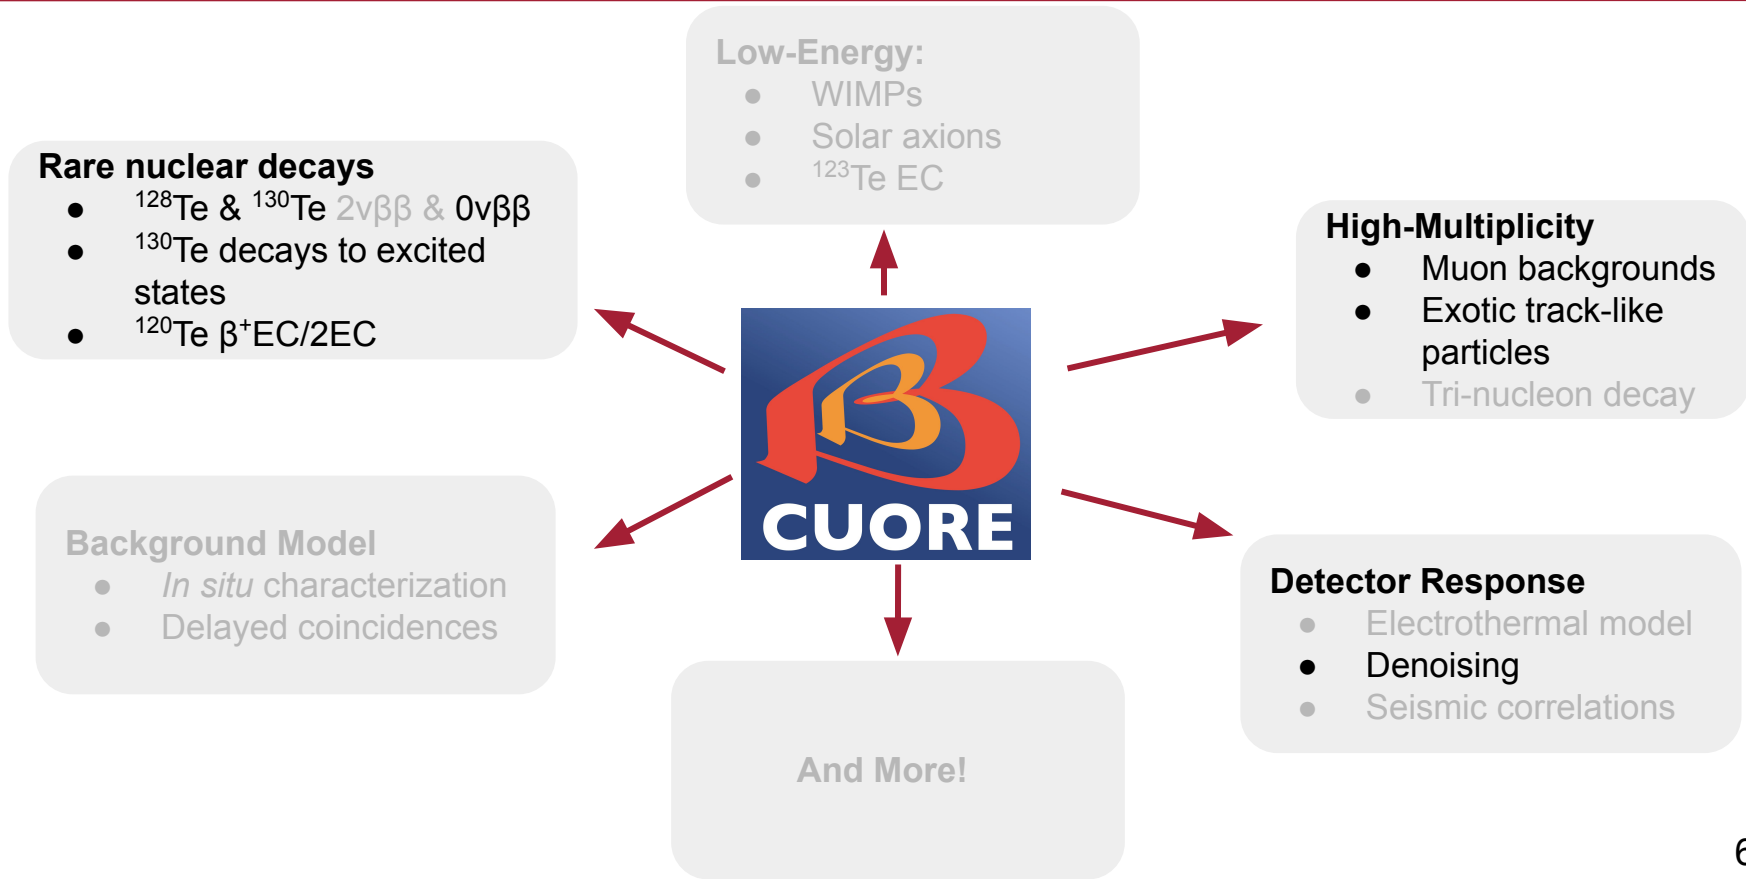 Low-Energy:
● WIMPs
● Solar axions
● ¹²³Te EC
Rare nuclear decays
● ¹²⁸Te & ¹³⁰Te 2νββ & 0νββ
● ¹³⁰Te decays to excited
states
● ¹²⁰Te β⁺EC/2EC
High-Multiplicity
● Muon backgrounds
● Exotic track-like
particles
● Tri-nucleon decay
CUORE
Background Model
● In situ characterization
● Delayed coincidences
Detector Response
● Electrothermal model
● Denoising
● Seismic correlations
And More!
6